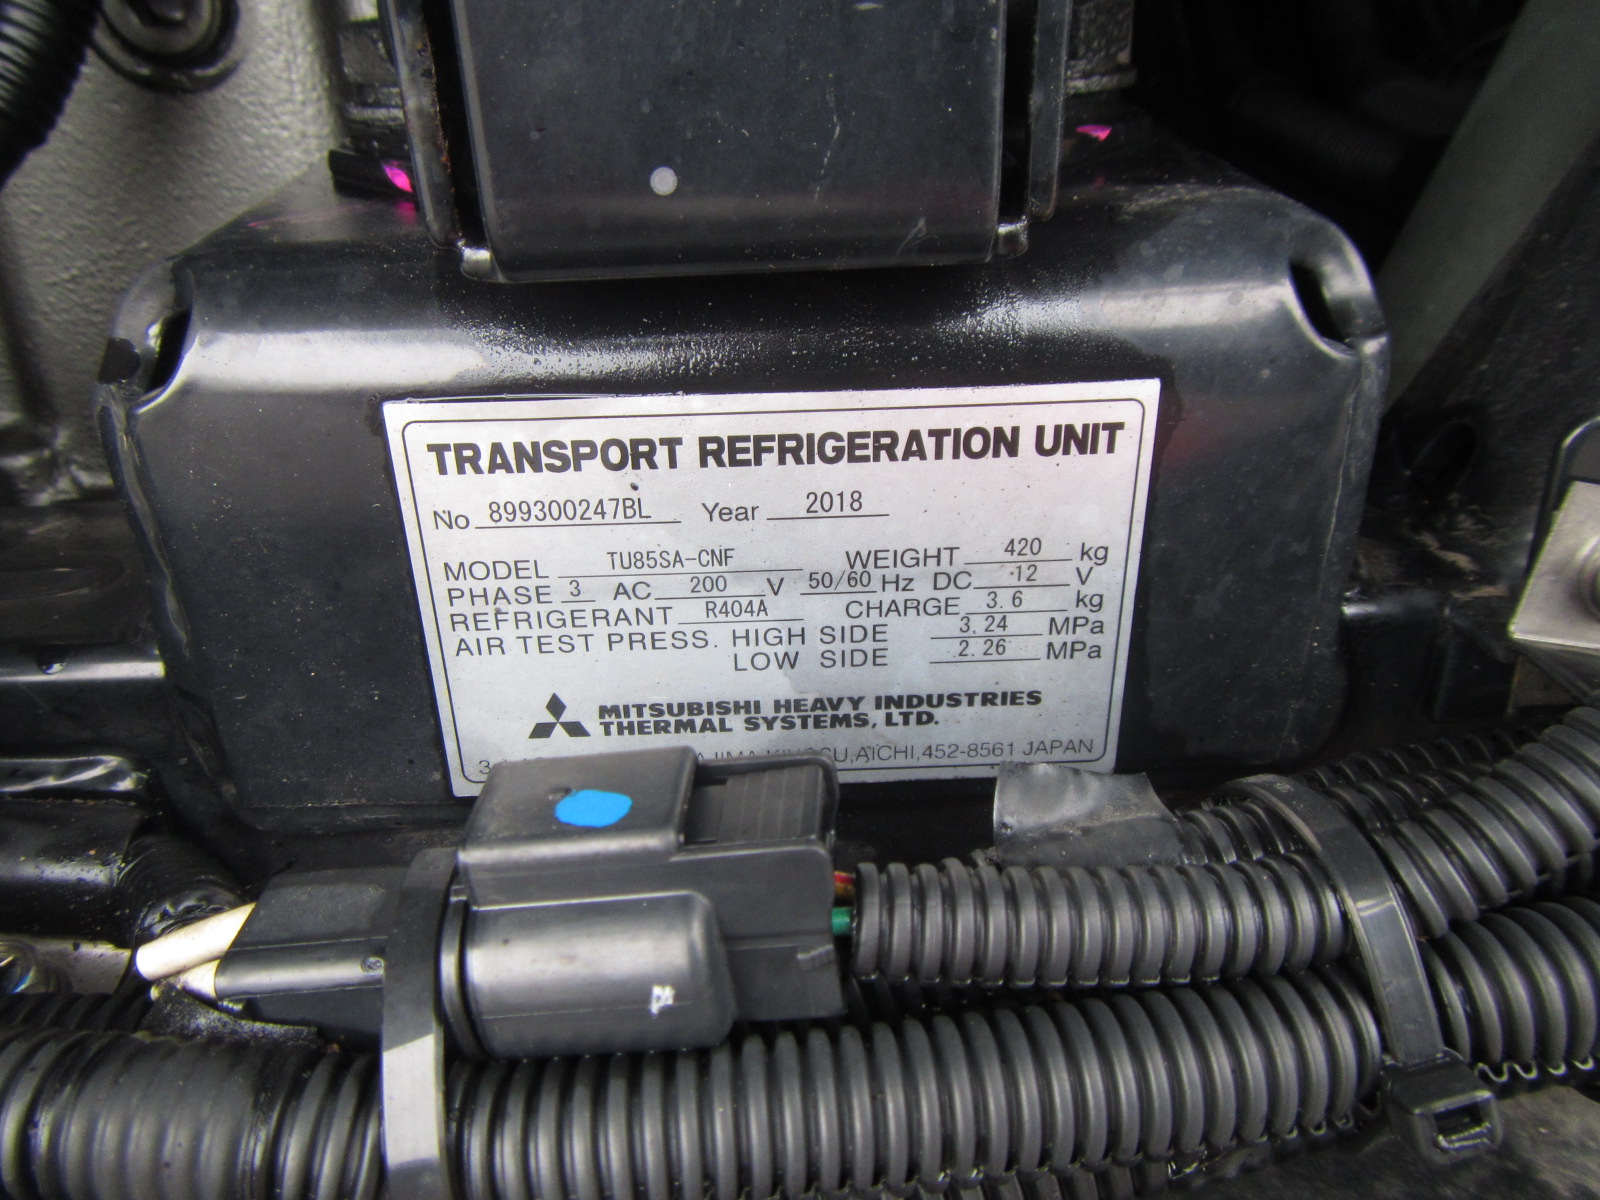 TRANSPORT REFRIGERATION UNIT
No 899300247BL Year 2018
MODEL TU85SA-CNF WEIGHT 420 kg
PHASE 3 AC 200 V 50/60 Hz DC 12 V
REFRIGERANT R404A CHARGE 3.6 kg
AIR TEST PRESS. HIGH SIDE 3.24 MPa
LOW SIDE 2.26 MPa
MITSUBISHI HEAVY INDUSTRIES
THERMAL SYSTEMS, LTD.
AICHI, 452-8561 JAPAN